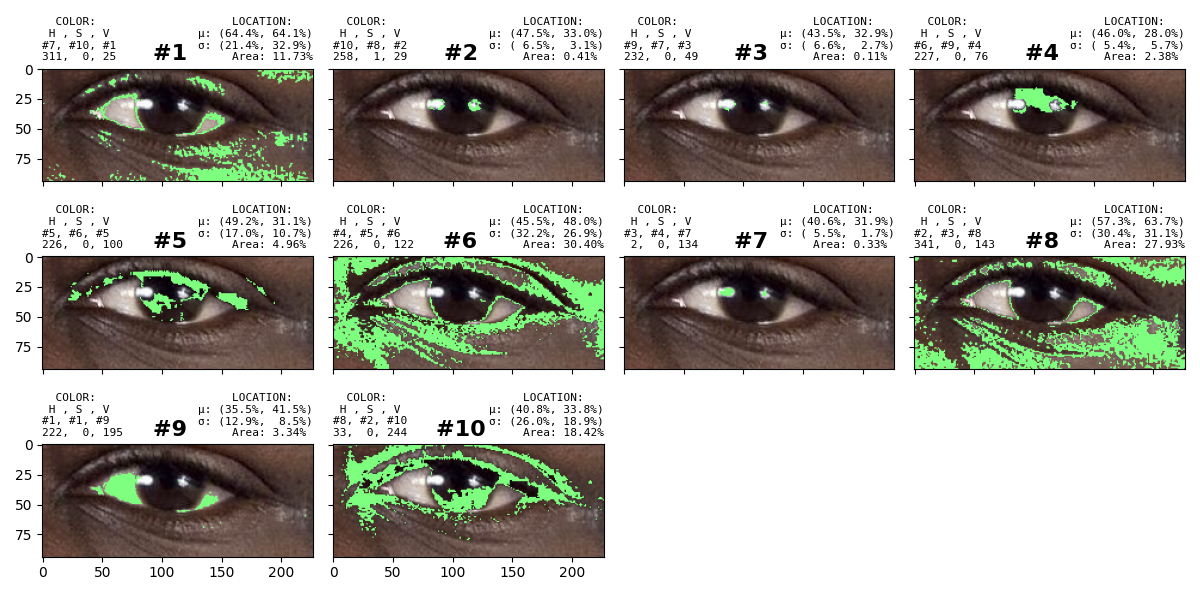 COLOR: LOCATION:
H , S , V μ: (64.4%, 64.1%)
#7, #10, #1 σ: (21.4%, 32.9%)
311, 0, 25 #1 Area: 11.73%
COLOR: LOCATION:
H , S , V μ: (47.5%, 33.0%)
#10, #8, #2 σ: ( 6.5%, 3.1%)
258, 1, 29 #2 Area: 0.41%
COLOR: LOCATION:
H , S , V μ: (43.5%, 32.9%)
#9, #7, #3 σ: ( 6.6%, 2.7%)
232, 0, 49 #3 Area: 0.11%
COLOR: LOCATION:
H , S , V μ: (46.0%, 28.0%)
#6, #9, #4 σ: ( 5.4%, 5.7%)
227, 0, 76 #4 Area: 2.38%
0
25
50
75
COLOR: LOCATION:
H , S , V μ: (49.2%, 31.1%)
#5, #6, #5 σ: (17.0%, 10.7%)
226, 0, 100 #5 Area: 4.96%
COLOR: LOCATION:
H , S , V μ: (45.5%, 48.0%)
#4, #5, #6 σ: (32.2%, 26.9%)
226, 0, 122 #6 Area: 30.40%
COLOR: LOCATION:
H , S , V μ: (40.6%, 31.9%)
#3, #4, #7 σ: ( 5.5%, 1.7%)
2, 0, 134 #7 Area: 0.33%
COLOR: LOCATION:
H , S , V μ: (57.3%, 63.7%)
#2, #3, #8 σ: (30.4%, 31.1%)
341, 0, 143 #8 Area: 27.93%
0
25
50
75
COLOR: LOCATION:
H , S , V μ: (35.5%, 41.5%)
#1, #1, #9 σ: (12.9%, 8.5%)
222, 0, 195 #9 Area: 3.34%
COLOR: LOCATION:
H , S , V μ: (40.8%, 33.8%)
#8, #2, #10 σ: (26.0%, 18.9%)
33, 0, 244 #10 Area: 18.42%
0
25
50
75
0 50 100 150 200
0 50 100 150 200